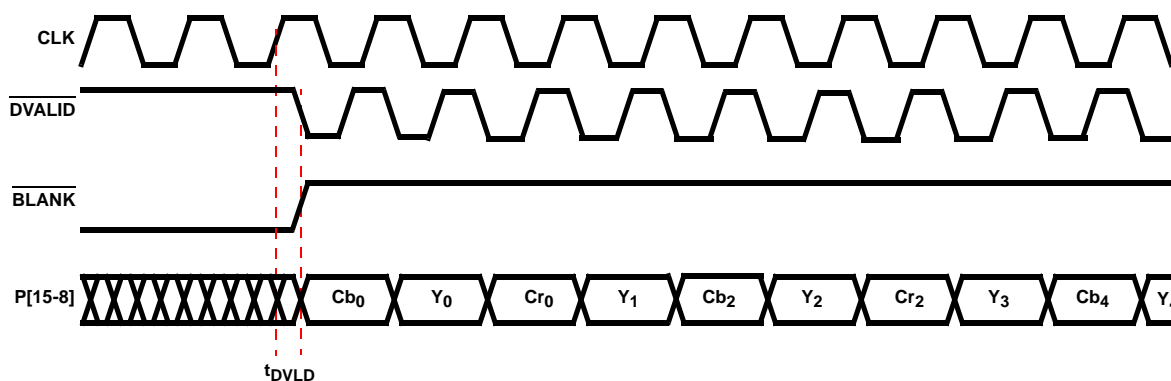 CLK
DVALID
BLANK
P[15-8] Cb0 Y0 Cr0 Y1 Cb2 Y2 Cr2 Y3 Cb4
tDVLD